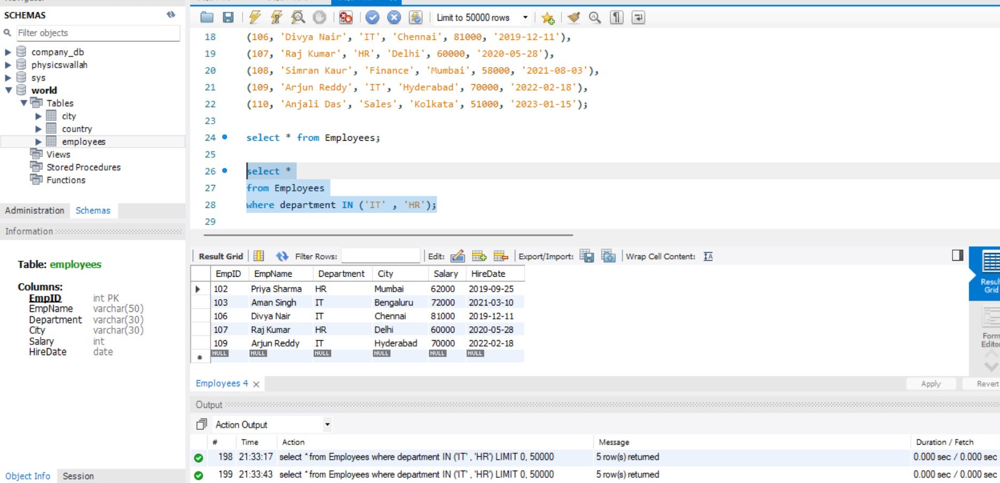 SCHEMAS
Filter objects
company_db
physicswallah
sys
world
Tables
city
country
employees
Views
Stored Procedures
Functions
Administration Schemas
Information
Table: employees
Columns:
EmpID int PK
EmpName varchar(50)
Department varchar(30)
City varchar(30)
Salary int
HireDate date
Object Info Session
Limit to 50000 rows
18 (106, 'Divya Nair', 'IT', 'Chennai', 81000, '2019-12-11'),
19 (107, 'Raj Kumar', 'HR', 'Delhi', 60000, '2020-05-28'),
20 (108, 'Simran Kaur', 'Finance', 'Mumbai', 58000, '2021-08-03'),
21 (109, 'Arjun Reddy', 'IT', 'Hyderabad', 70000, '2022-02-18'),
22 (110, 'Anjali Das', 'Sales', 'Kolkata', 51000, '2023-01-15');
23
24 select * from Employees;
25
26 select *
27 from Employees
28 where department IN ('IT' , 'HR');
29
Result Grid Filter Rows: Edit: Export/Import: Wrap Cell Content:
EmpID EmpName Department City Salary HireDate
102 Priya Sharma HR Mumbai 62000 2019-09-25
103 Aman Singh IT Bengaluru 72000 2021-03-10
106 Divya Nair IT Chennai 81000 2019-12-11
107 Raj Kumar HR Delhi 60000 2020-05-28
109 Arjun Reddy IT Hyderabad 70000 2022-02-18
NULL NULL NULL NULL NULL NULL
Result
Grid
Form
Editor
Employees 4 Apply Revert
Output
Action Output
# Time Action Message Duration / Fetch
198 21:33:17 select * from Employees where department IN ('IT' , 'HR') LIMIT 0, 50000 5 row(s) returned 0.000 sec / 0.000 sec
199 21:33:43 select * from Employees where department IN ('IT' , 'HR') LIMIT 0, 50000 5 row(s) returned 0.000 sec / 0.000 sec